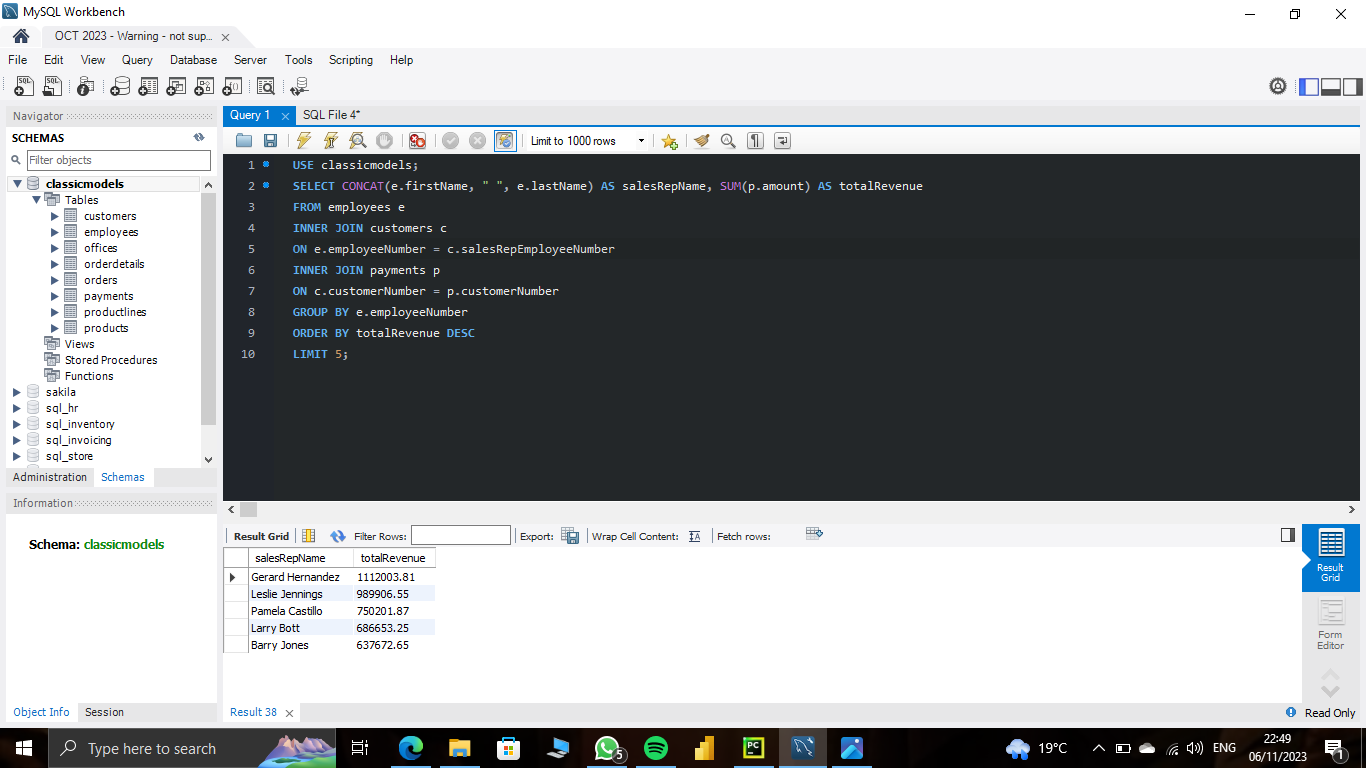 MySQL Workbench
OCT 2023 - Warning - not sup...
File Edit View Query Database Server Tools Scripting Help
Navigator
SCHEMAS
Filter objects
classicmodels
Tables
customers
employees
offices
orderdetails
orders
payments
productlines
products
Views
Stored Procedures
Functions
sakila
sql_hr
sql_inventory
sql_invoicing
sql_store
Administration Schemas
Information
Schema: classicmodels
Object Info Session
Query 1 SQL File 4*
Limit to 1000 rows
1 USE classicmodels;
2 SELECT CONCAT(e.firstName, " ", e.lastName) AS salesRepName, SUM(p.amount) AS totalRevenue
3 FROM employees e
4 INNER JOIN customers c
5 ON e.employeeNumber = c.salesRepEmployeeNumber
6 INNER JOIN payments p
7 ON c.customerNumber = p.customerNumber
8 GROUP BY e.employeeNumber
9 ORDER BY totalRevenue DESC
10 LIMIT 5;
Result Grid Filter Rows: Export: Wrap Cell Content: Fetch rows:
salesRepName totalRevenue
Gerard Hernandez 1112003.81
Leslie Jennings 989906.55
Pamela Castillo 750201.87
Larry Bott 686653.25
Barry Jones 637672.65
Result
Grid
Form
Editor
Result 38
Read Only
Type here to search
5
PC
19°C
ENG
22:49
06/11/2023
1